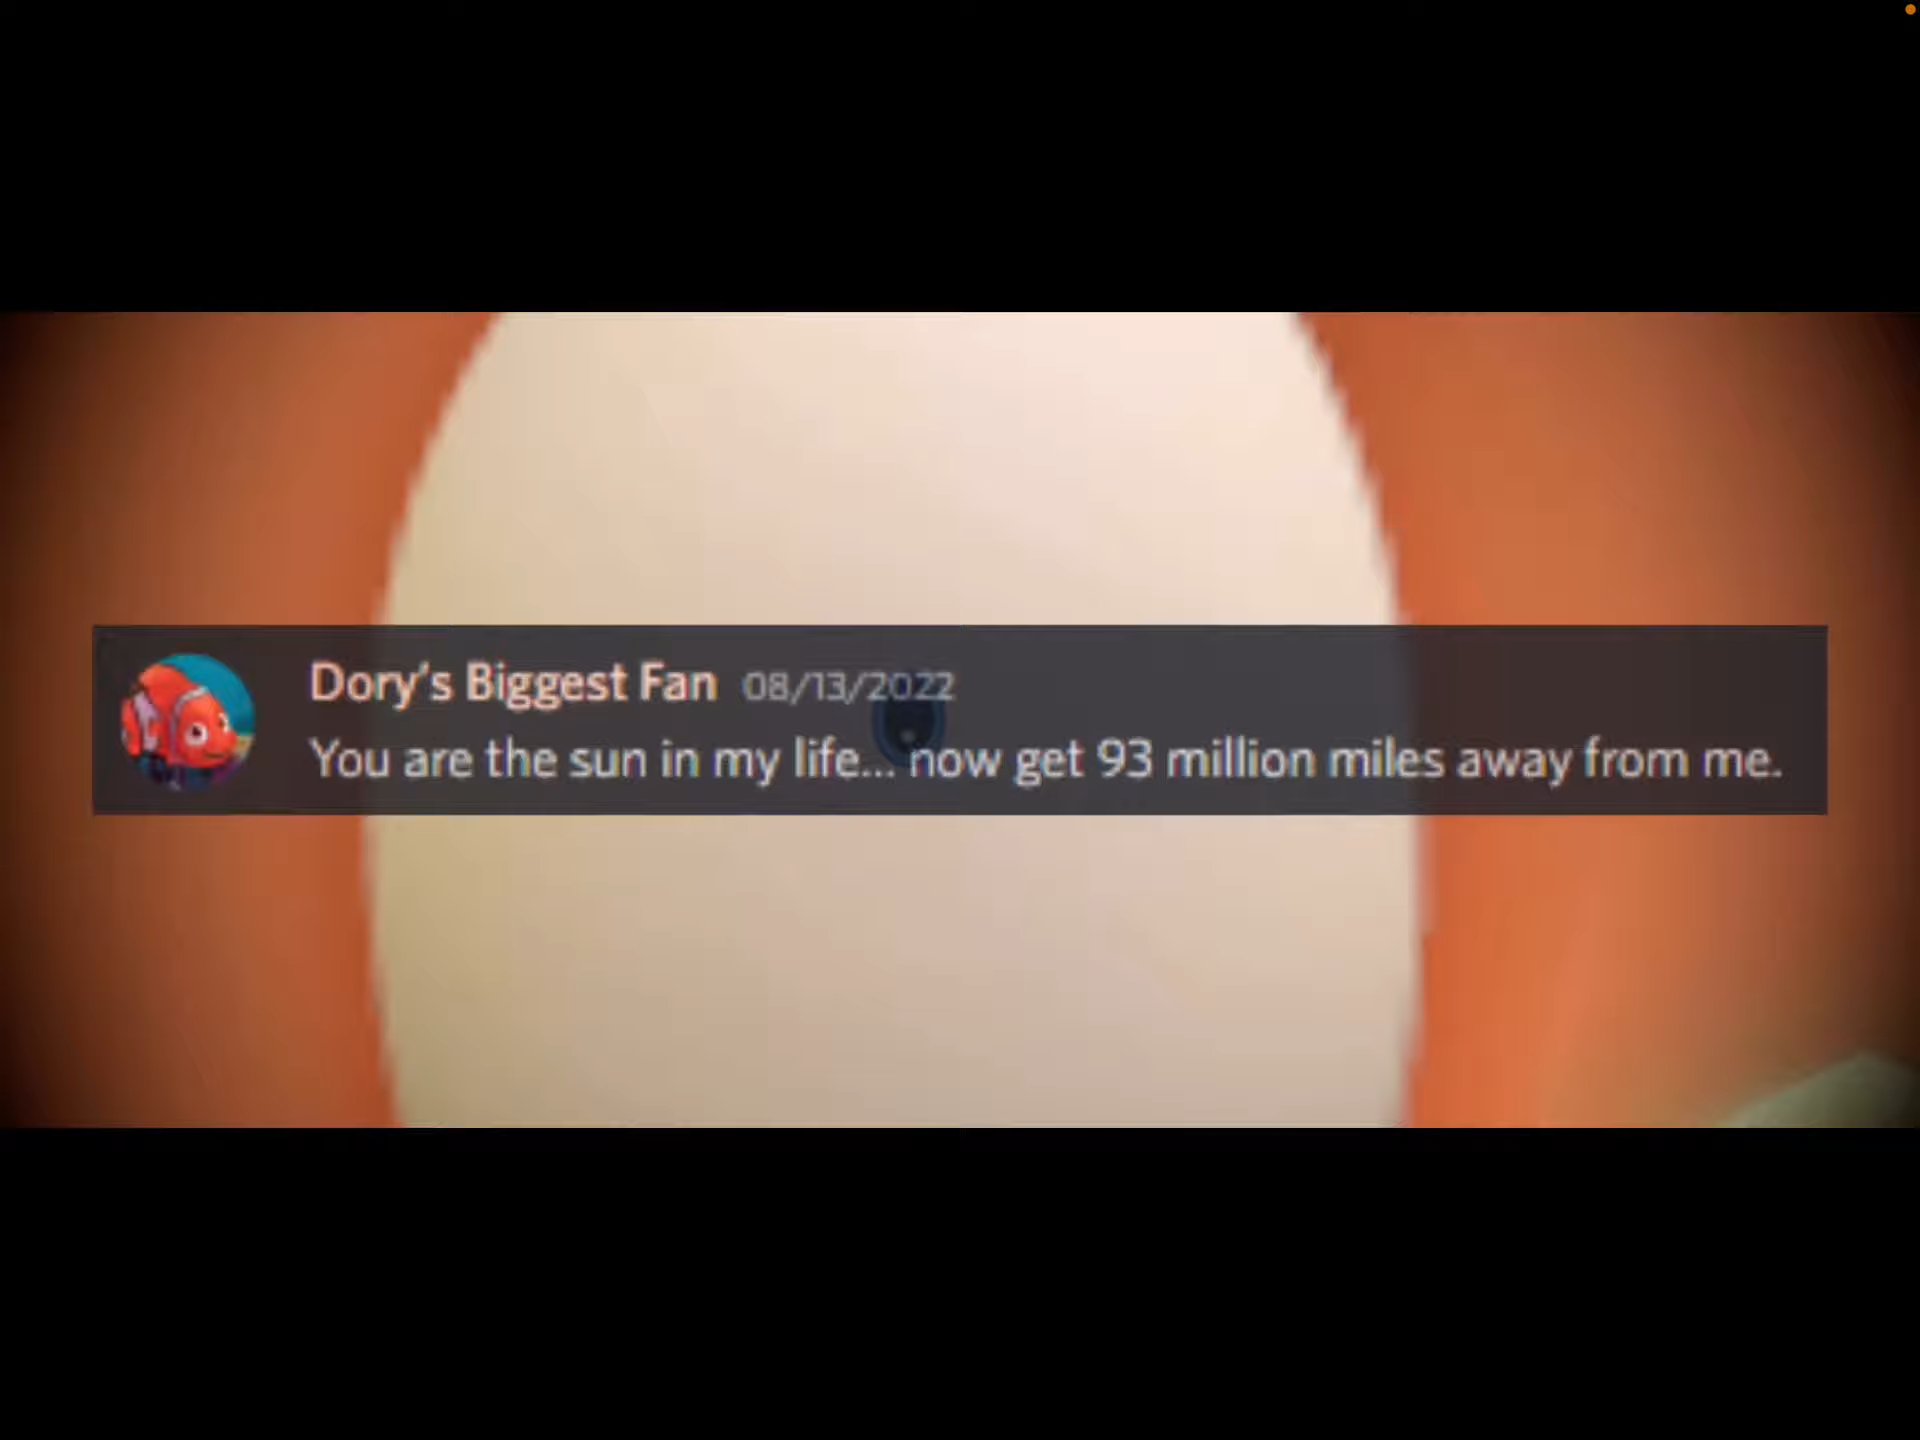 Dory's Biggest Fan 08/13/2022
You are the sun in my life... now get 93 million miles away from me.